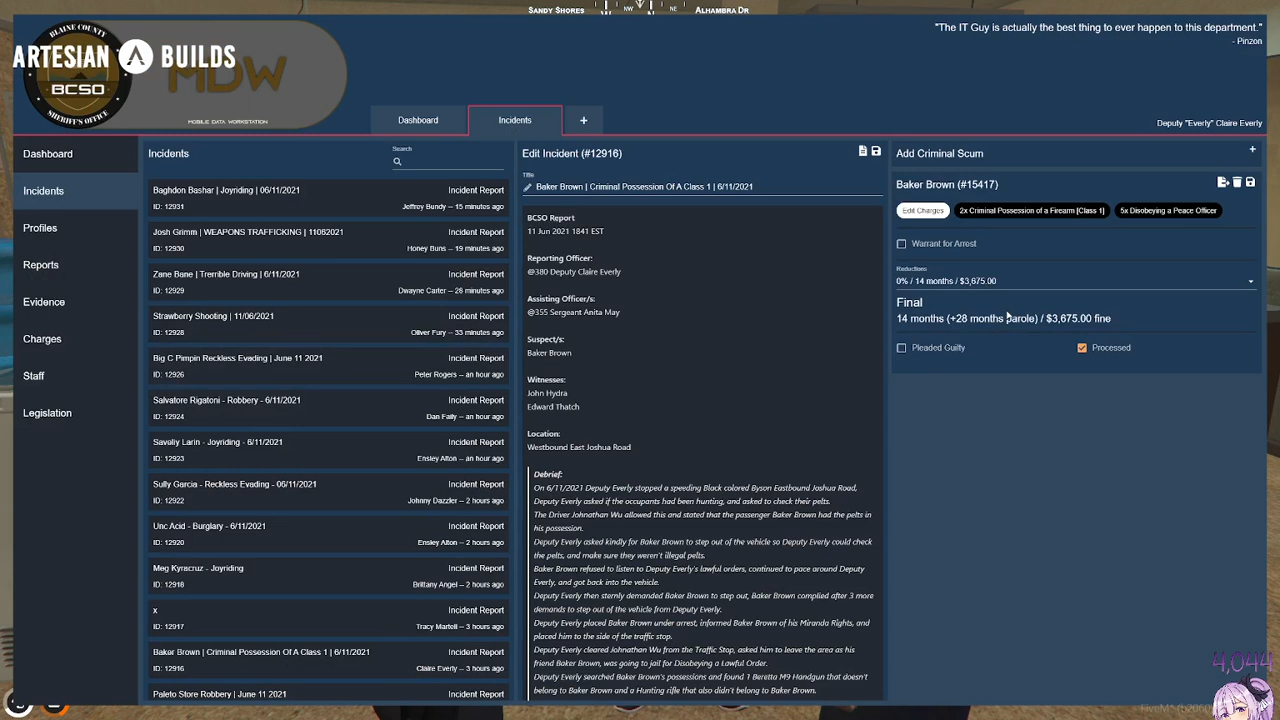 SANDY SHORES NW NE ALHAMBRA DR
"The IT Guy is actually the best thing to ever happen to this department."
- Pinzon
BLAINE COUNTY
ARTESIAN BUILDS
BCSO
SHERIFF'S OFFICE
MDW
MOBILE DATA WORKSTATION
Dashboard
Incidents
+
Deputy "Everly" Claire Everly
Dashboard
Incidents
Profiles
Reports
Evidence
Charges
Staff
Legislation
Incidents
Search
Baghdon Bashar | Joyriding | 06/11/2021 Incident Report
ID: 12931 Jeffrey Bundy -- 15 minutes ago
Josh Grimm | WEAPONS TRAFFICKING | 11062021 Incident Report
ID: 12930 Honey Buns -- 19 minutes ago
Zane Bane | Trerrible Driving | 6/11/2021 Incident Report
ID: 12929 Dwayne Carter -- 28 minutes ago
Strawberry Shooting | 11/06/2021 Incident Report
ID: 12928 Oliver Fury -- 33 minutes ago
Big C Pimpin Reckless Evading | June 11 2021 Incident Report
ID: 12926 Peter Rogers -- an hour ago
Salvatore Rigatoni - Robbery - 6/11/2021 Incident Report
ID: 12924 Dan Fally -- an hour ago
Saveliy Larin - Joyriding - 6/11/2021 Incident Report
ID: 12923 Ensley Alton -- an hour ago
Sully Garcia - Reckless Evading - 06/11/2021 Incident Report
ID: 12922 Johnny Dazzler -- 2 hours ago
Unc Acid - Burglary - 6/11/2021 Incident Report
ID: 12920 Ensley Alton -- 2 hours ago
Meg Kyracruz - Joyriding Incident Report
ID: 12918 Brittany Angel -- 2 hours ago
x Incident Report
ID: 12917 Tracy Martell -- 3 hours ago
Baker Brown | Criminal Possession Of A Class 1 | 6/11/2021 Incident Report
ID: 12916 Claire Everly -- 3 hours ago
Paleto Store Robbery | June 11 2021 Incident Report
Edit Incident (#12916)
Title
Baker Brown | Criminal Possession Of A Class 1 | 6/11/2021
BCSO Report
11 Jun 2021 1841 EST
Reporting Officer:
@380 Deputy Claire Everly
Assisting Officer/s:
@355 Sergeant Anita May
Suspect/s:
Baker Brown
Witnesses:
John Hydra
Edward Thatch
Location:
Westbound East Joshua Road
Debrief:
On 6/11/2021 Deputy Everly stopped a speeding Black colored Byson Eastbound Joshua Road,
Deputy Everly asked if the occupants had been hunting, and asked to check their pelts.
The Driver Johnathan Wu allowed this and stated that the passenger Baker Brown had the pelts in
his possession.
Deputy Everly asked kindly for Baker Brown to step out of the vehicle so Deputy Everly could check
the pelts, and make sure they weren't illegal pelts.
Baker Brown refused to listen to Deputy Everly's lawful orders, continued to pace around Deputy
Everly, and got back into the vehicle.
Deputy Everly then sternly demanded Baker Brown to step out, Baker Brown complied after 3 more
demands to step out of the vehicle from Deputy Everly.
Deputy Everly placed Baker Brown under arrest, informed Baker Brown of his Miranda Rights, and
placed him to the side of the traffic stop.
Deputy Everly cleared Johnathan Wu from the Traffic Stop, asked him to leave the area as his
friend Baker Brown, was going to jail for Disobeying a Lawful Order.
Deputy Everly searched Baker Brown's possessions and found 1 Beretta M9 Handgun that doesn't
belong to Baker Brown and a Hunting rifle that also didn't belong to Baker Brown.
Add Criminal Scum +
Baker Brown (#15417)
Edit Charges 2x Criminal Possession of a Firearm [Class 1] 5x Disobeying a Peace Officer
Warrant for Arrest
Reductions
0% / 14 months / $3,675.00
Final
14 months (+28 months parole) / $3,675.00 fine
Pleaded Guilty Processed
4,044